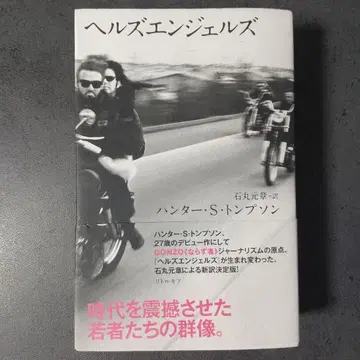 ヘルズエンジェルズ
石丸元章・訳
ハンター・S・トンプソン
ハンター・S・トンプソン、
27歳のデビュー作にして
GONZO《ならず者》ジャーナリズムの原点、
『ヘルズエンジェルズ』が生まれ変わった。
石丸元章による新訳決定版!
リトル・モア
時代を震撼させた
若者たちの群像。